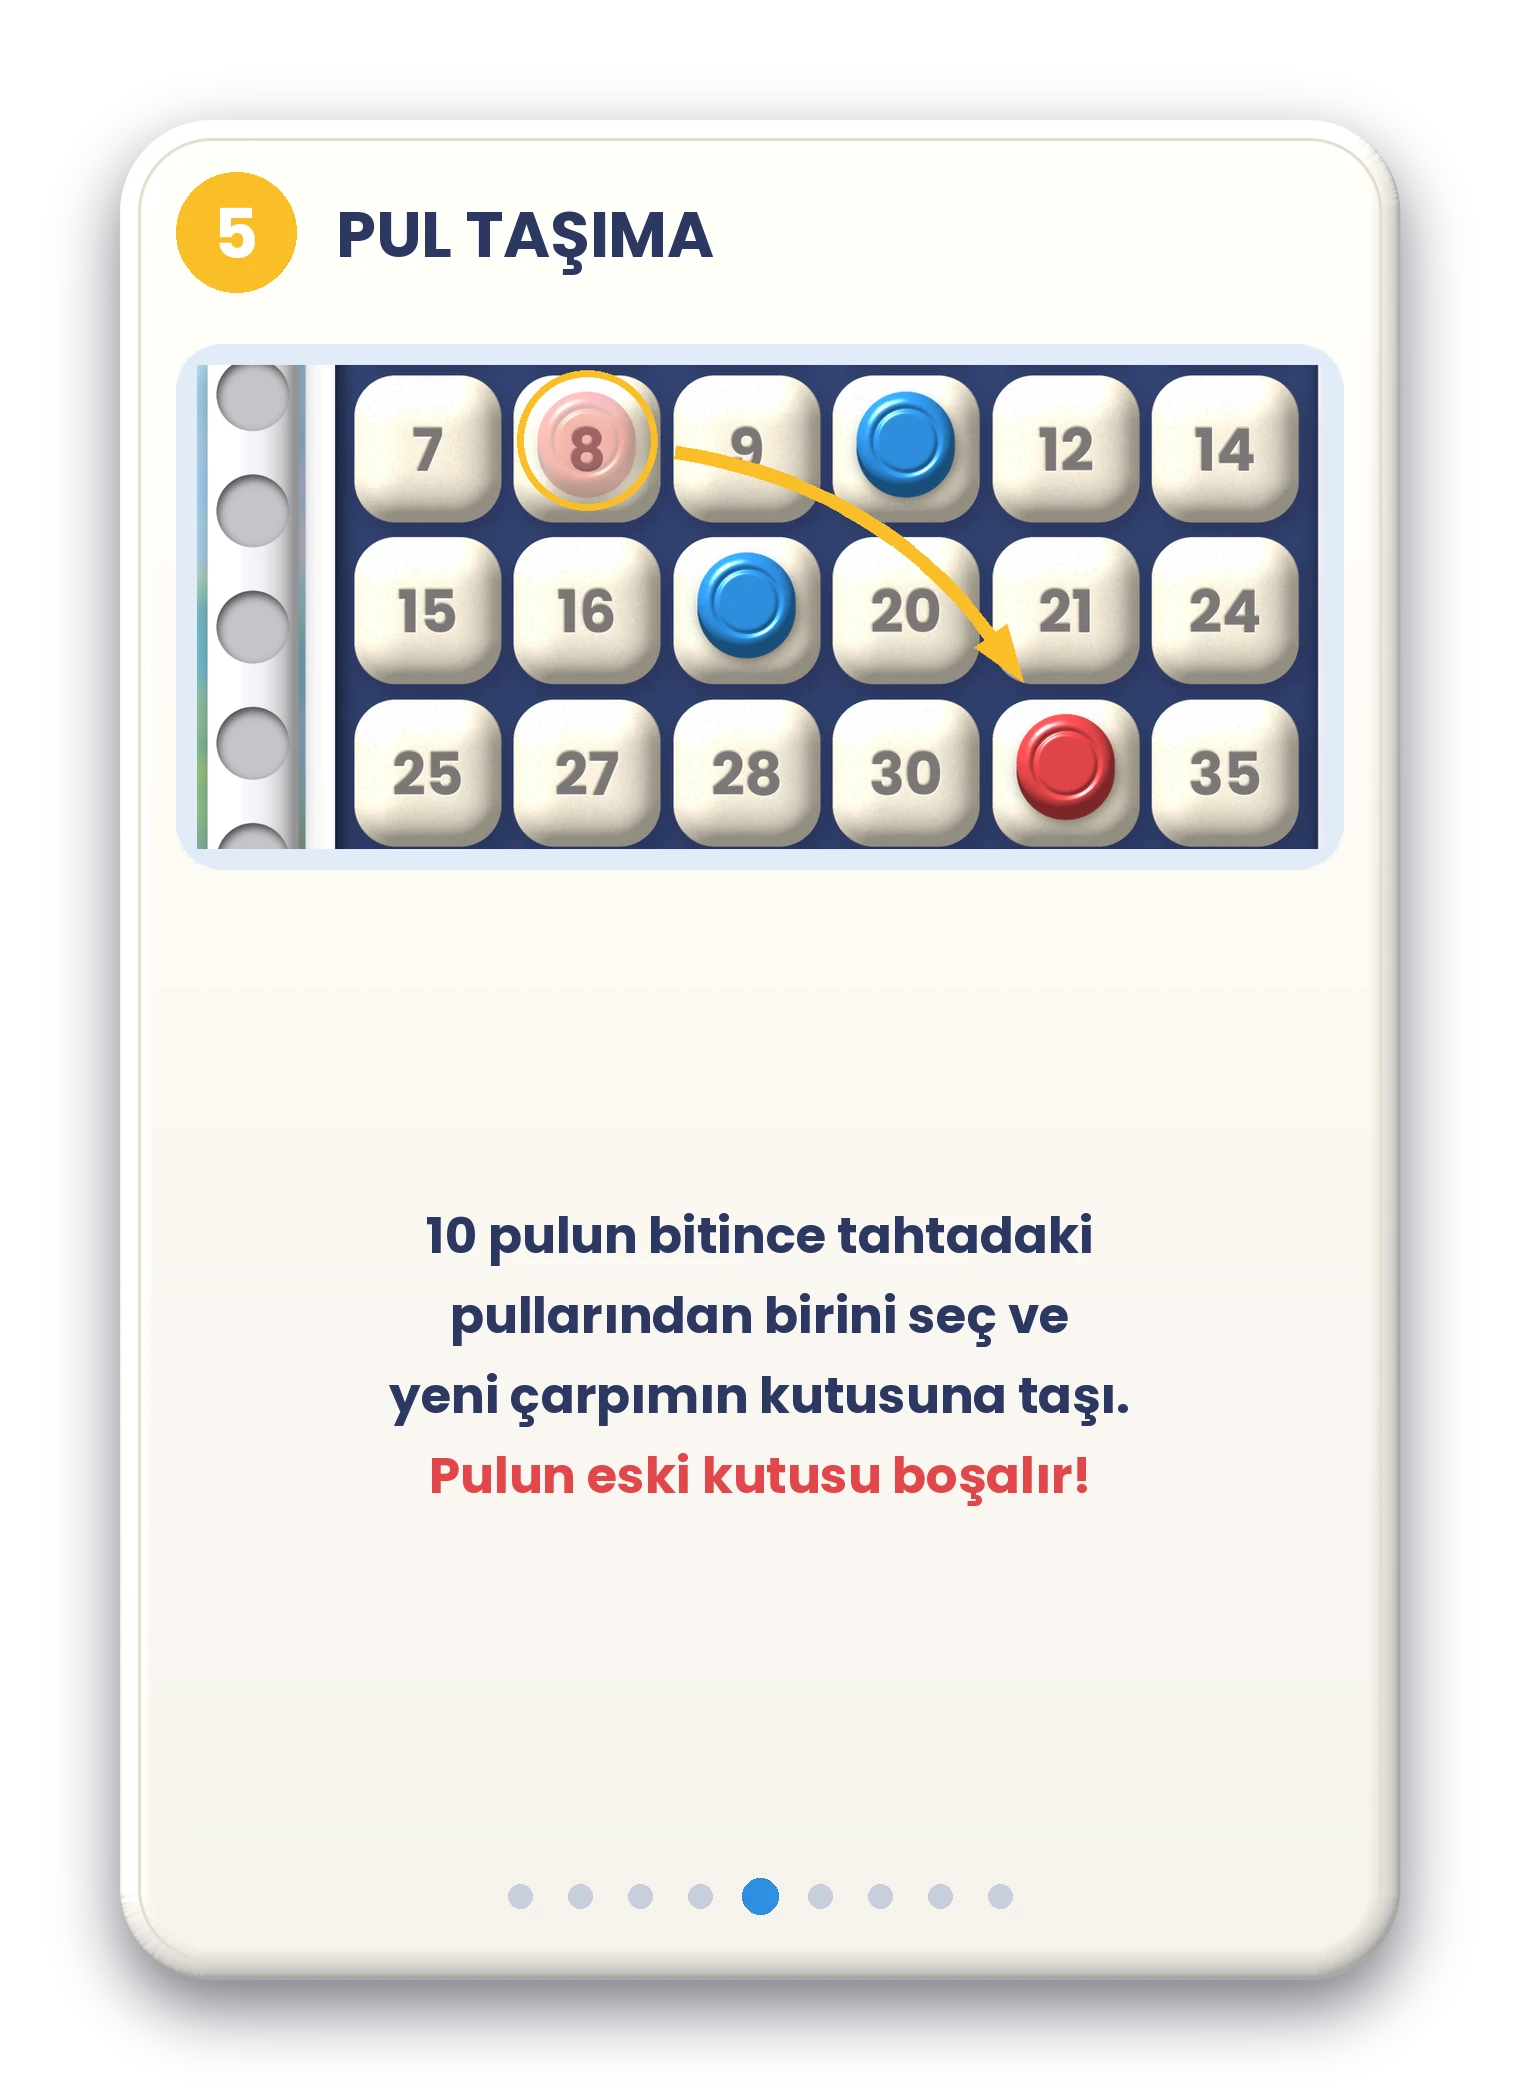 5 PUL TAŞIMA
7 8 9 12 14
15 16 20 21 24
25 27 28 30 35
10 pulun bitince tahtadaki
pullarından birini seç ve
yeni çarpımın kutusuna taşı.
Pulun eski kutusu boşalır!